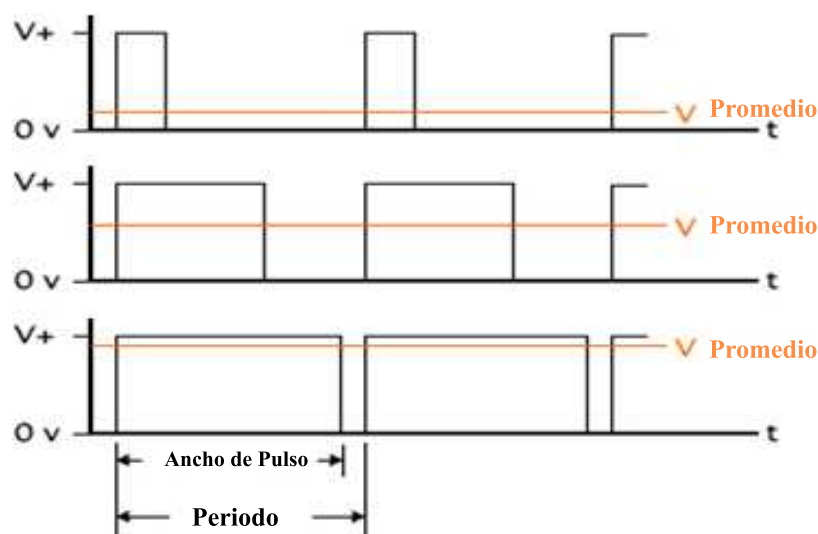 V+
V Promedio
0 v
t
V+
V Promedio
0 v
t
V+
V Promedio
0 v
t
Ancho de Pulso
Periodo